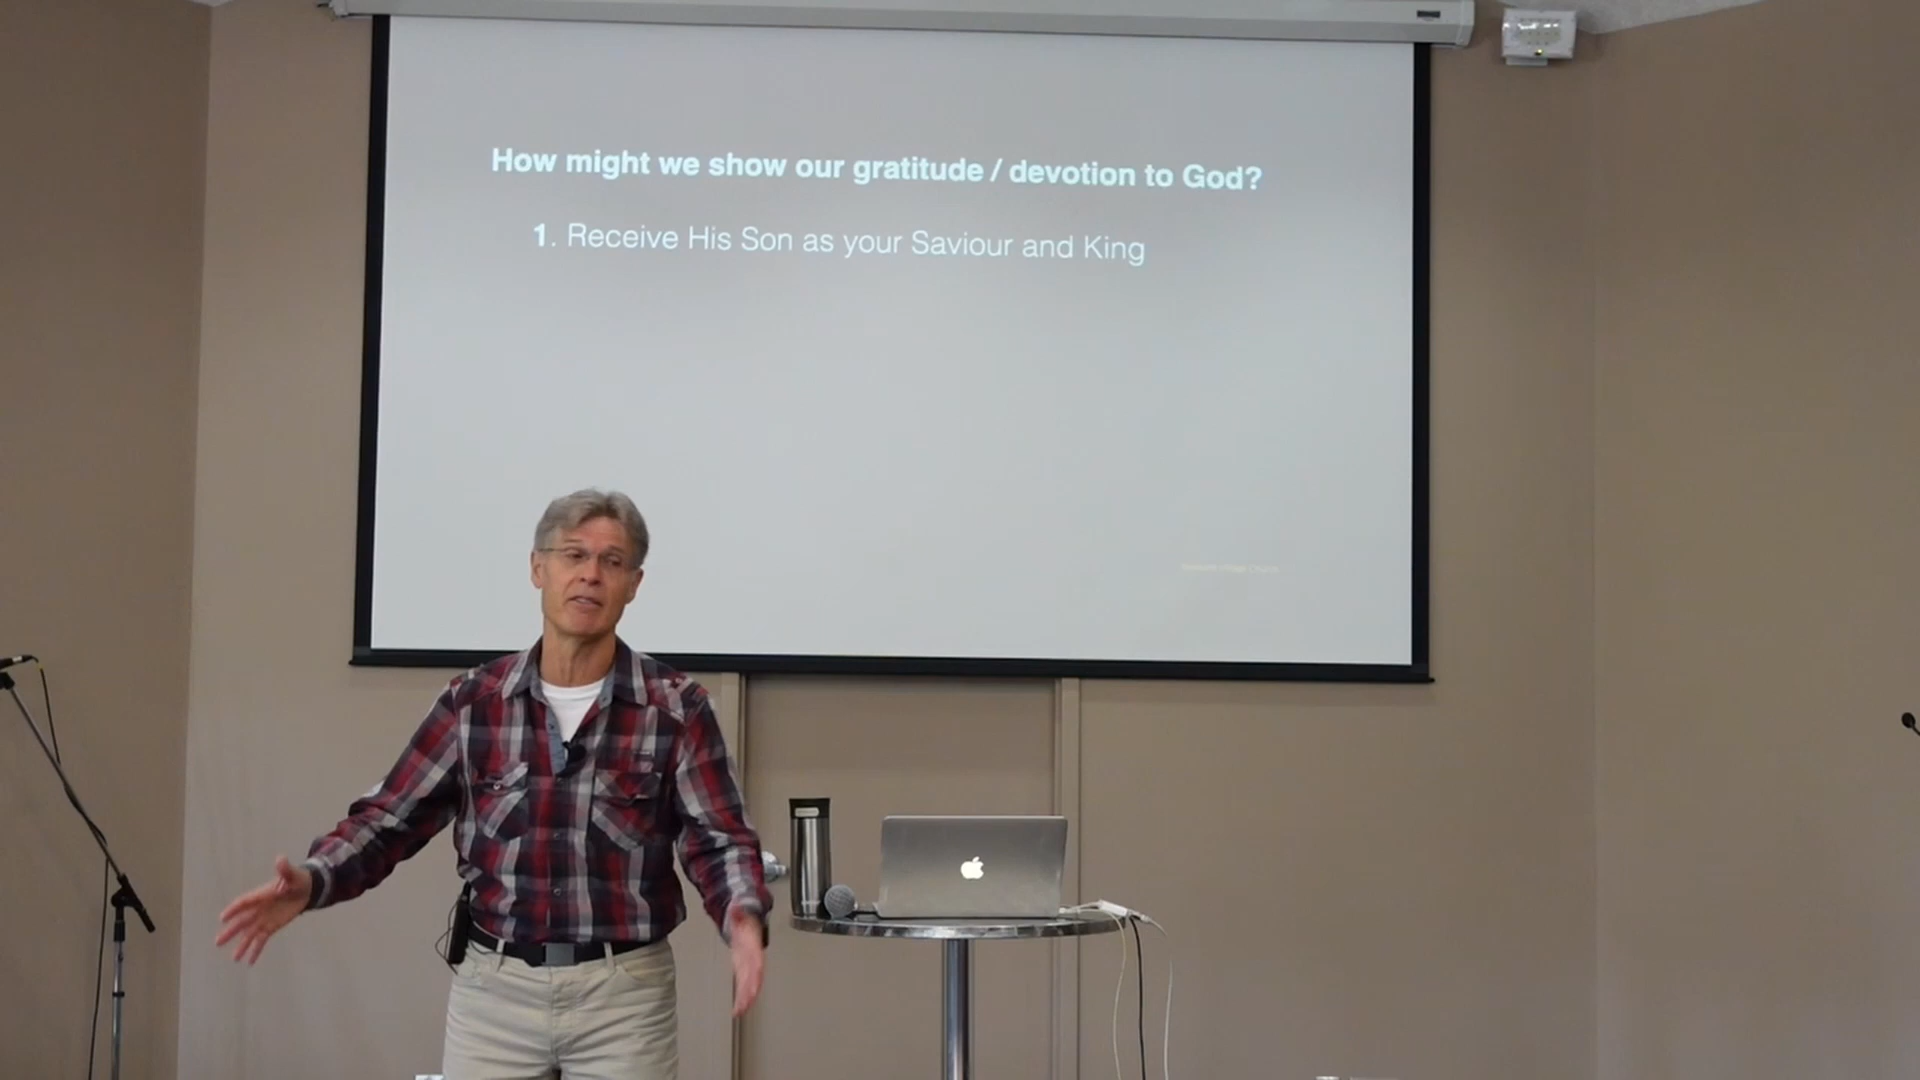 How might we show our gratitude / devotion to God?
1. Receive His Son as your Saviour and King